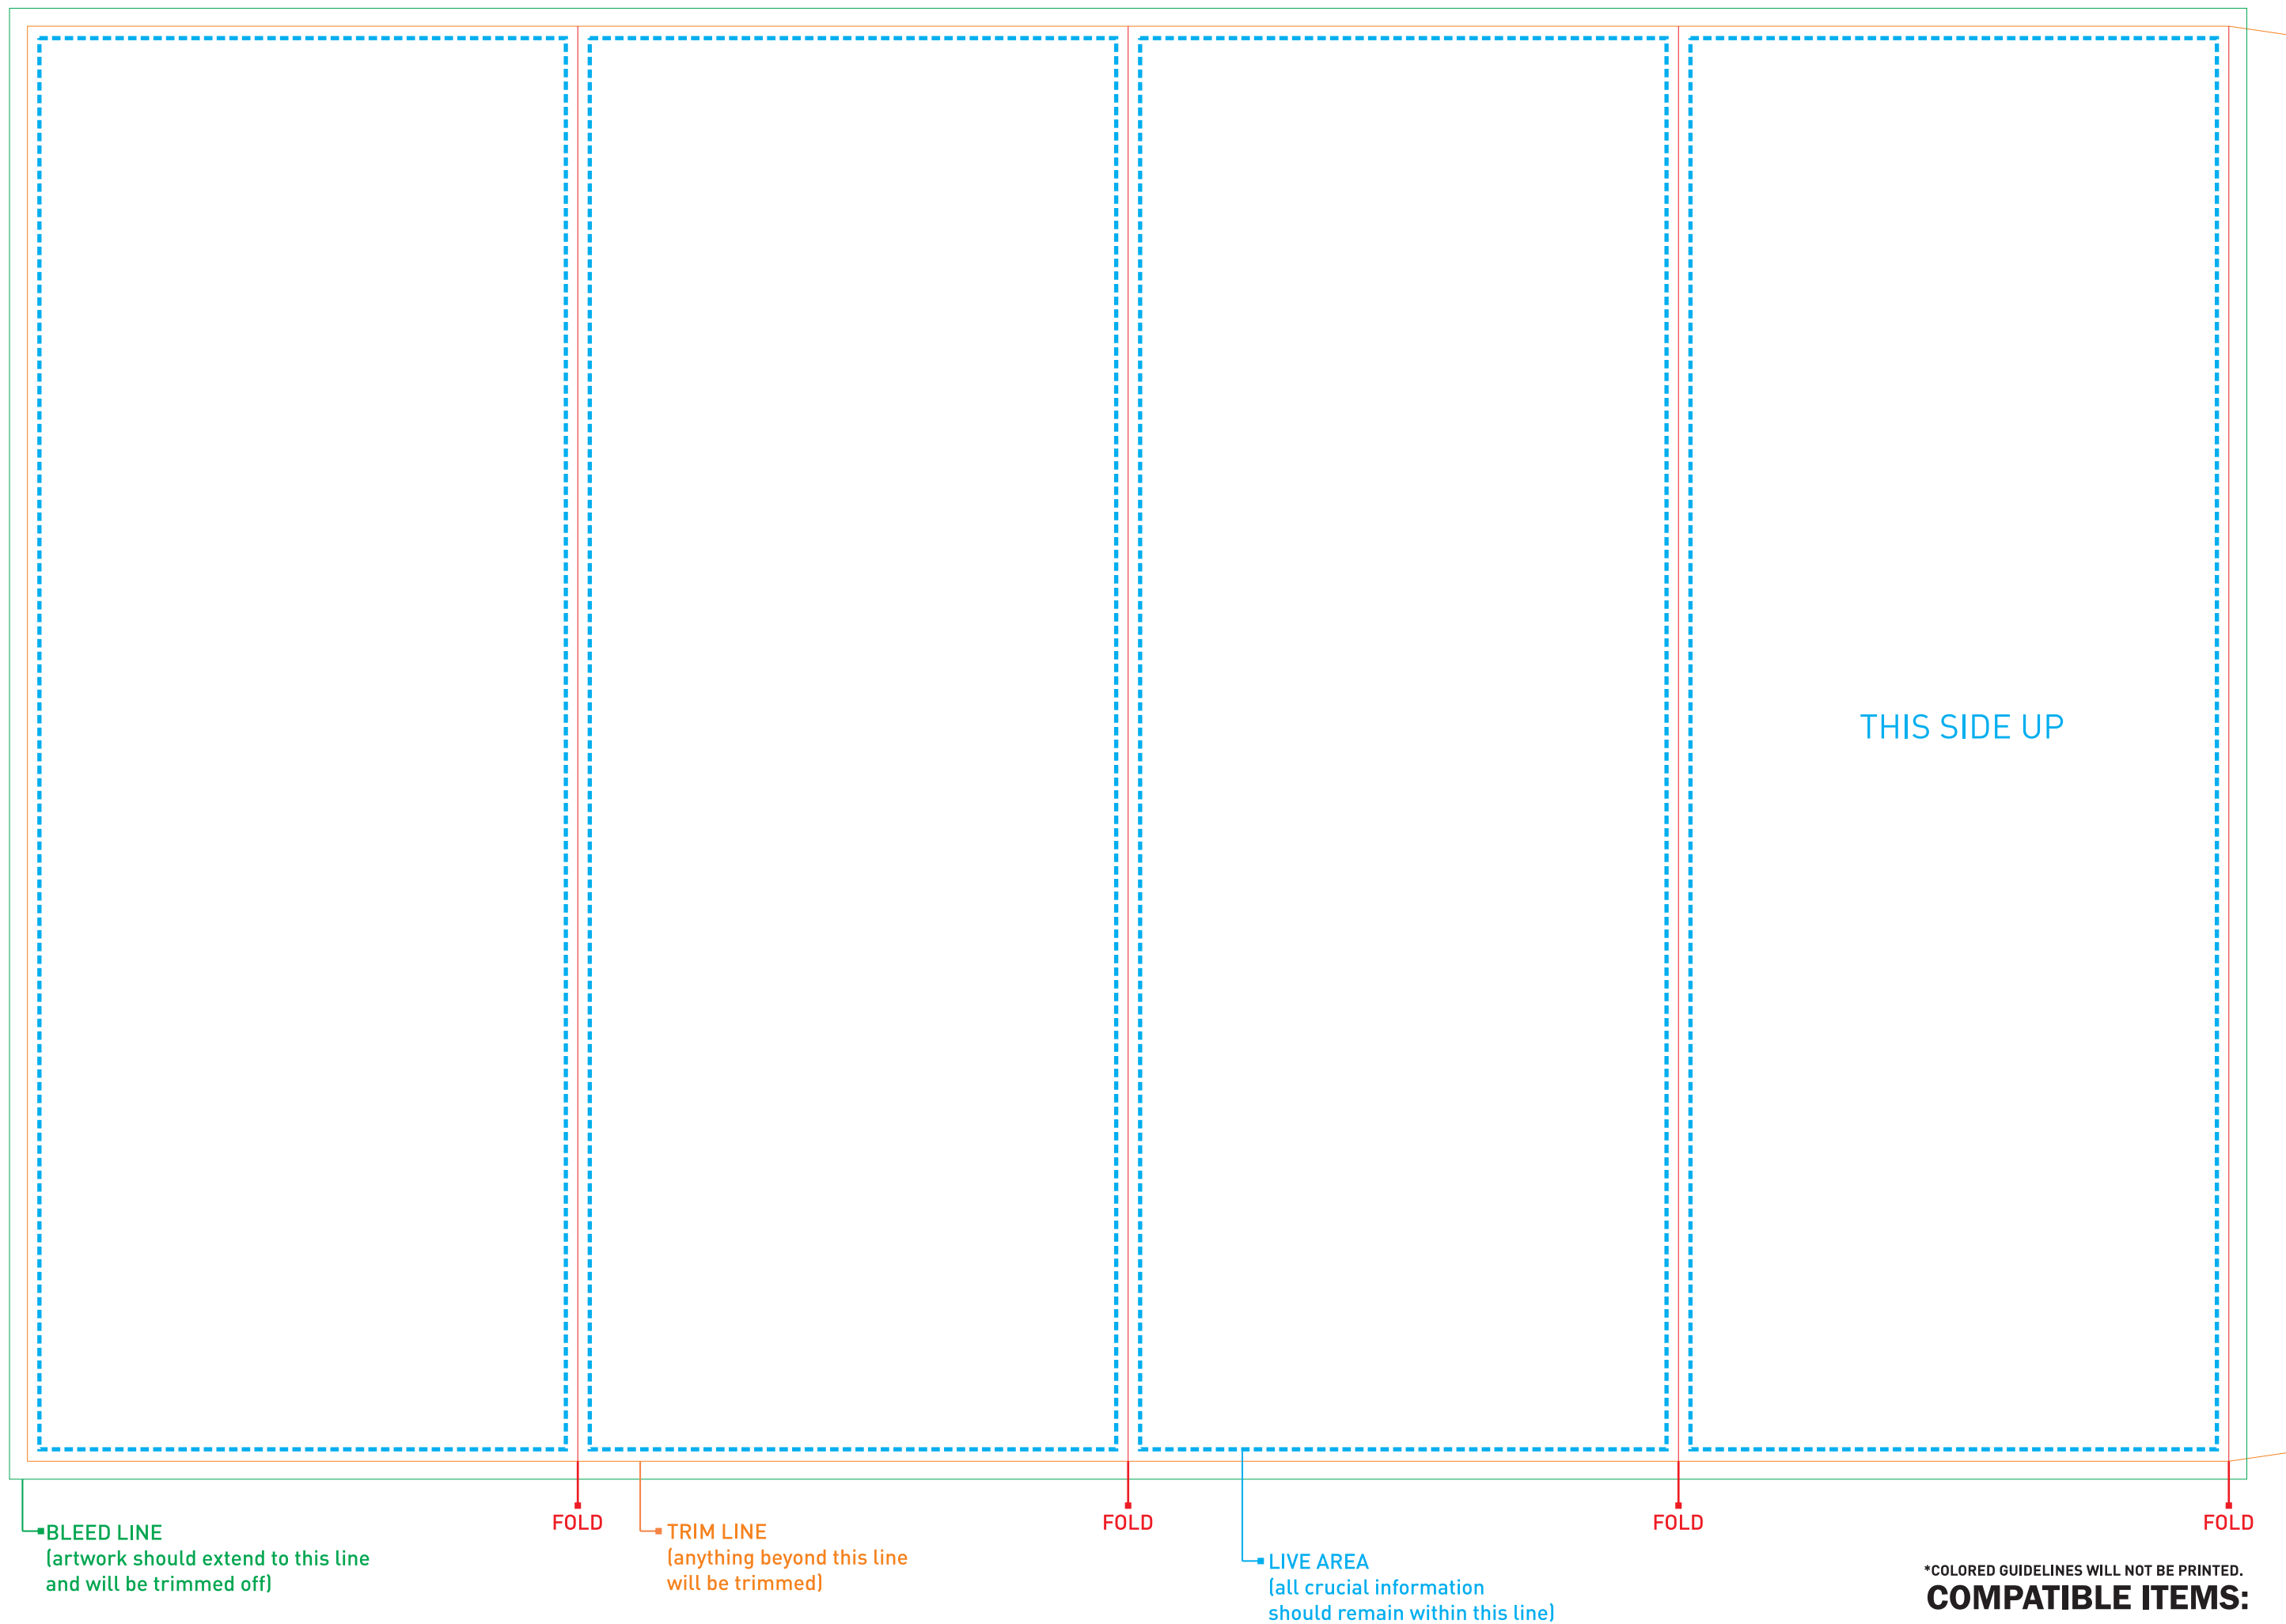 THIS SIDE UP
FOLD
FOLD
FOLD
FOLD
BLEED LINE
(artwork should extend to this line
and will be trimmed off)
TRIM LINE
(anything beyond this line
will be trimmed)
LIVE AREA
(all crucial information
should remain within this line)
*COLORED GUIDELINES WILL NOT BE PRINTED.
COMPATIBLE ITEMS: